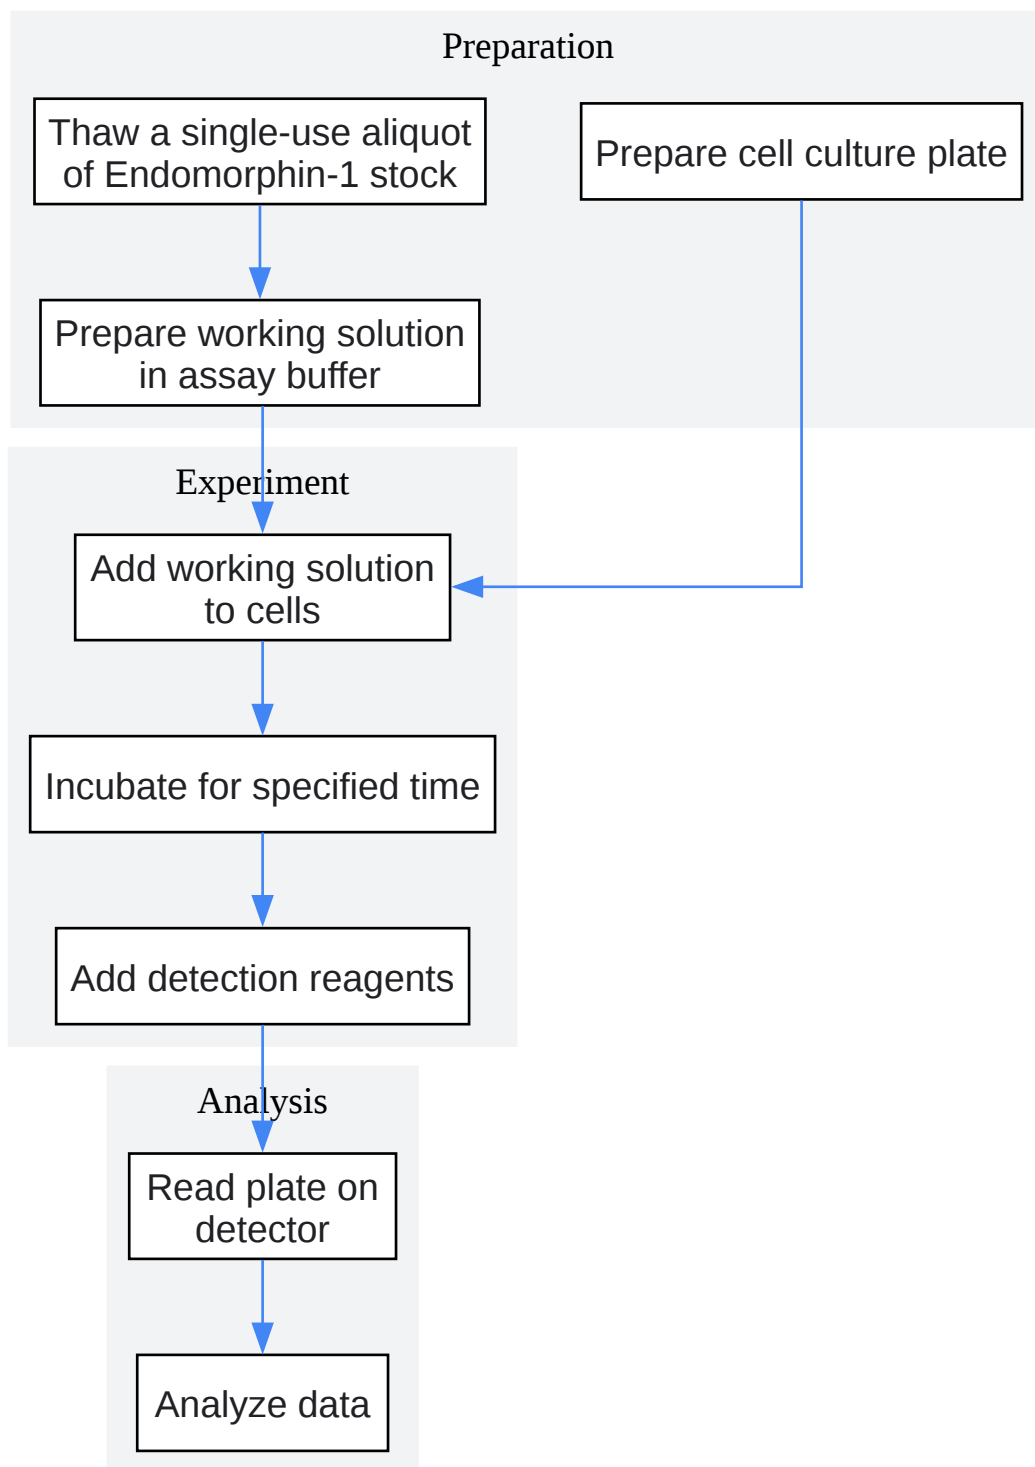 Preparation
Thaw a single-use aliquot
of Endomorphin-1 stock
Prepare cell culture plate
Prepare working solution
in assay buffer
Experiment
Add working solution
to cells
Incubate for specified time
Add detection reagents
Analysis
Read plate on
detector
Analyze data